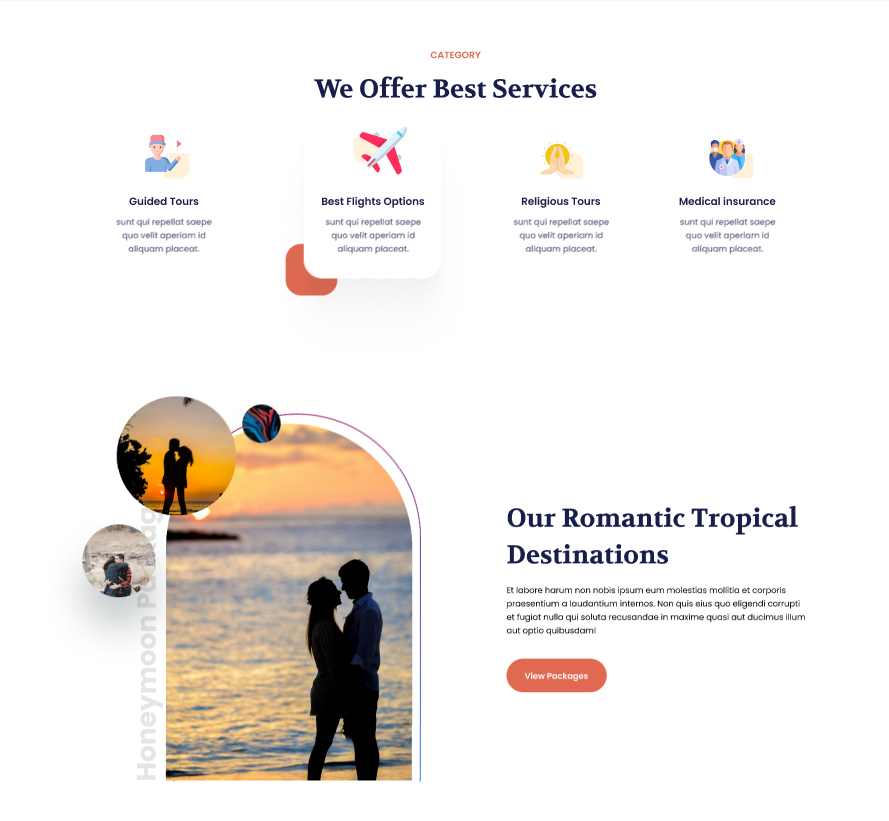 CATEGORY
We Offer Best Services
Guided Tours
sunt qui repellat saepe
quo velit aperiam id
aliquam placeat.
Best Flights Options
sunt qui repellat saepe
quo velit aperiam id
aliquam placeat.
Religious Tours
sunt qui repellat saepe
quo velit aperiam id
aliquam placeat.
Medical insurance
sunt qui repellat saepe
quo velit aperiam id
aliquam placeat.
Honeymoon
Our Romantic Tropical
Destinations
Et labore harum non nobis ipsum eum molestias mollitia et corporis
praesentium a laudantium internos. Non quis eius quo eligendi corrupti
et fugiat nulla qui soluta recusandae in maxime quasi aut ducimus illum
aut optio quibusdam!
View Packages